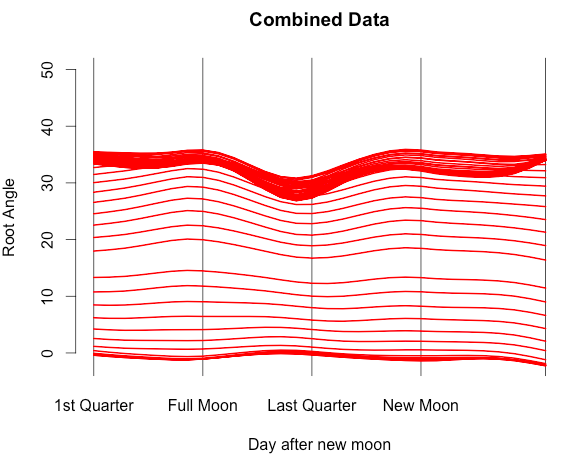 Combined Data
50
40
30
20
10
0
Root Angle
1st Quarter Full Moon Last Quarter New Moon
Day after new moon